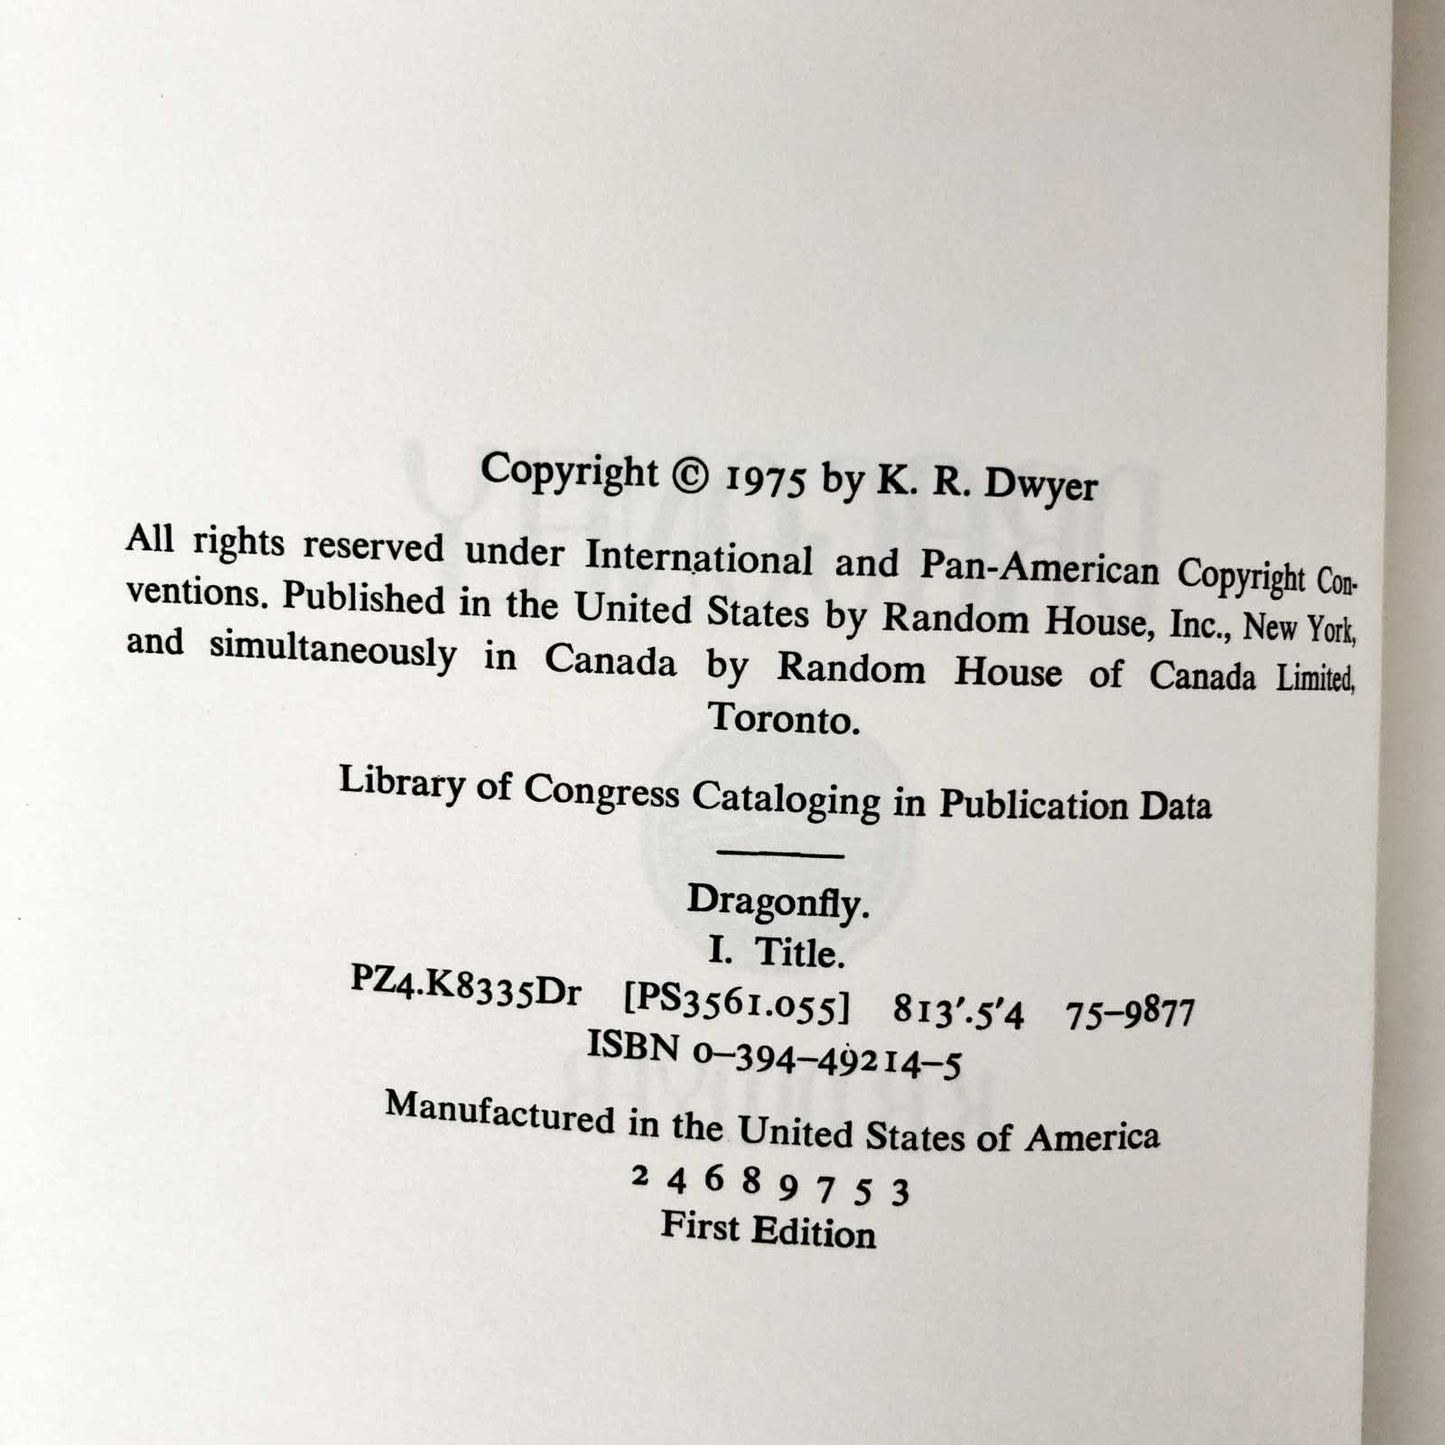 Copyright © 1975 by K. R. Dwyer
All rights reserved under International and Pan-American Copyright Con-
ventions. Published in the United States by Random House, Inc., New York,
and simultaneously in Canada by Random House of Canada Limited,
Toronto.
Library of Congress Cataloging in Publication Data
Dragonfly.
I. Title.
PZ4.K8335Dr [PS3561.055] 813'.5'4 75–9877
ISBN 0–394–49214–5
Manufactured in the United States of America
2 4 6 8 9 7 5 3
First Edition